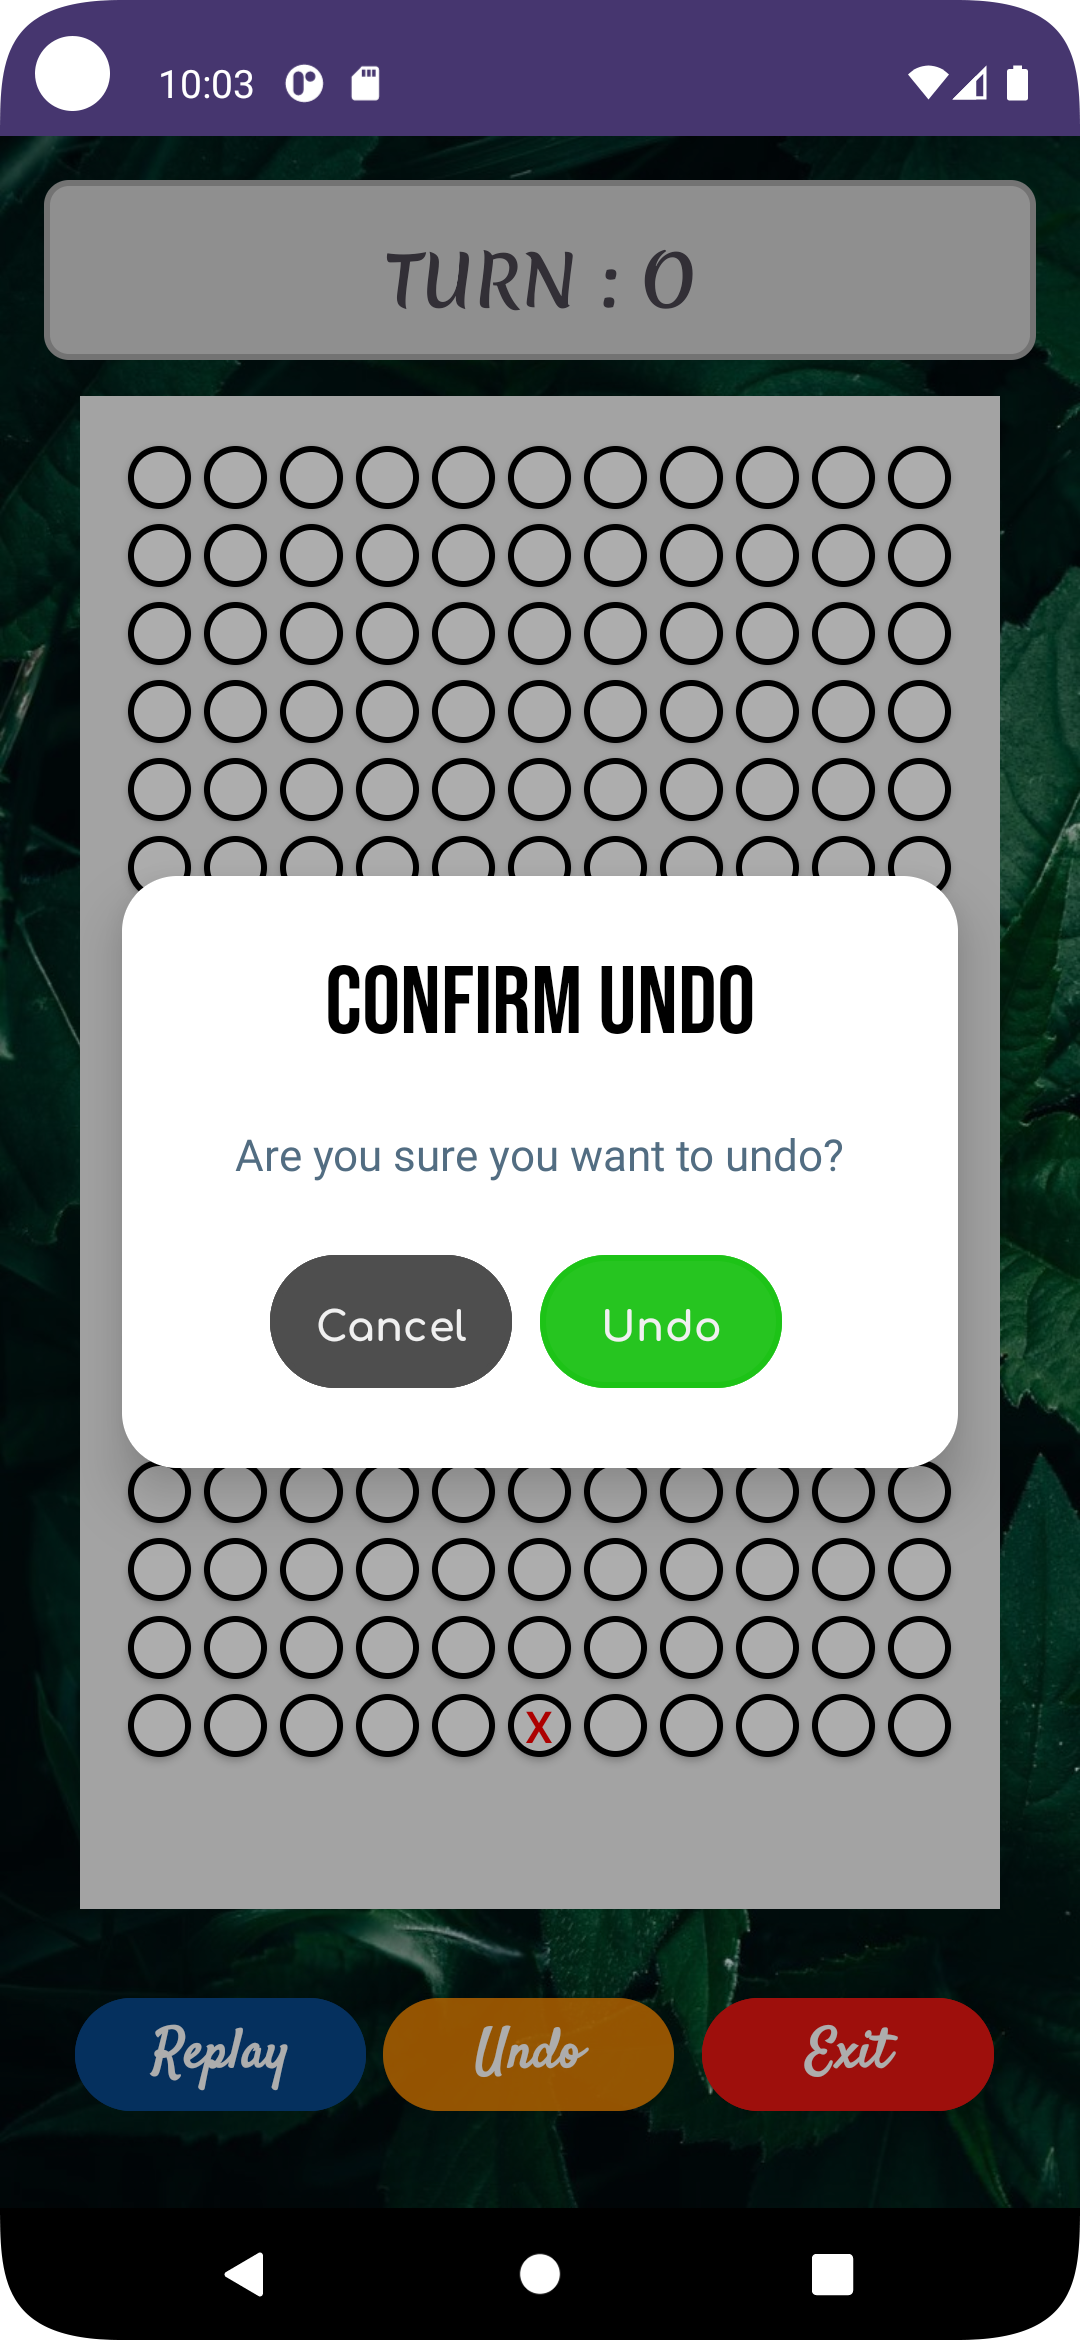 10:03
TURN : O
CONFIRM UNDO
Are you sure you want to undo?
Cancel Undo
X
Replay Undo Exit